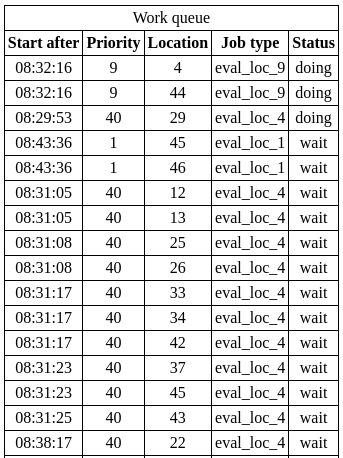 Work queue
Start after Priority Location Job type Status
08:32:16 9 4 eval_loc_9 doing
08:32:16 9 44 eval_loc_9 doing
08:29:53 40 29 eval_loc_4 doing
08:43:36 1 45 eval_loc_1 wait
08:43:36 1 46 eval_loc_1 wait
08:31:05 40 12 eval_loc_4 wait
08:31:05 40 13 eval_loc_4 wait
08:31:08 40 25 eval_loc_4 wait
08:31:08 40 26 eval_loc_4 wait
08:31:17 40 33 eval_loc_4 wait
08:31:17 40 34 eval_loc_4 wait
08:31:17 40 42 eval_loc_4 wait
08:31:23 40 37 eval_loc_4 wait
08:31:23 40 45 eval_loc_4 wait
08:31:25 40 43 eval_loc_4 wait
08:38:17 40 22 eval_loc_4 wait